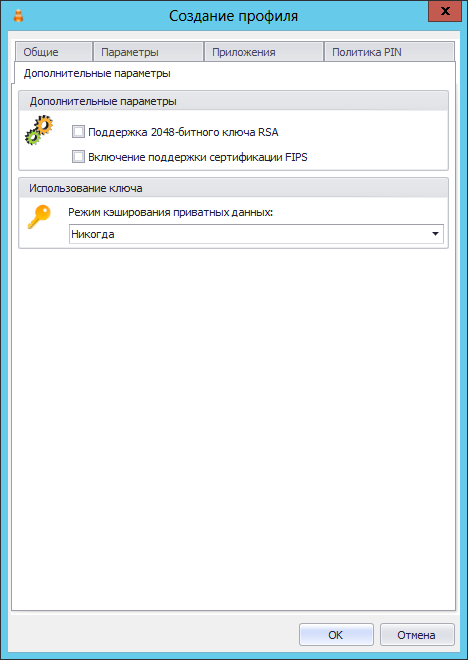 Создание профиля
Общие
Параметры
Приложения
Политика PIN
Дополнительные параметры
Дополнительные параметры
Поддержка 2048-битного ключа RSA
Включение поддержки сертификации FIPS
Использование ключа
Режим кэширования приватных данных:
Никогда
OK
Отмена